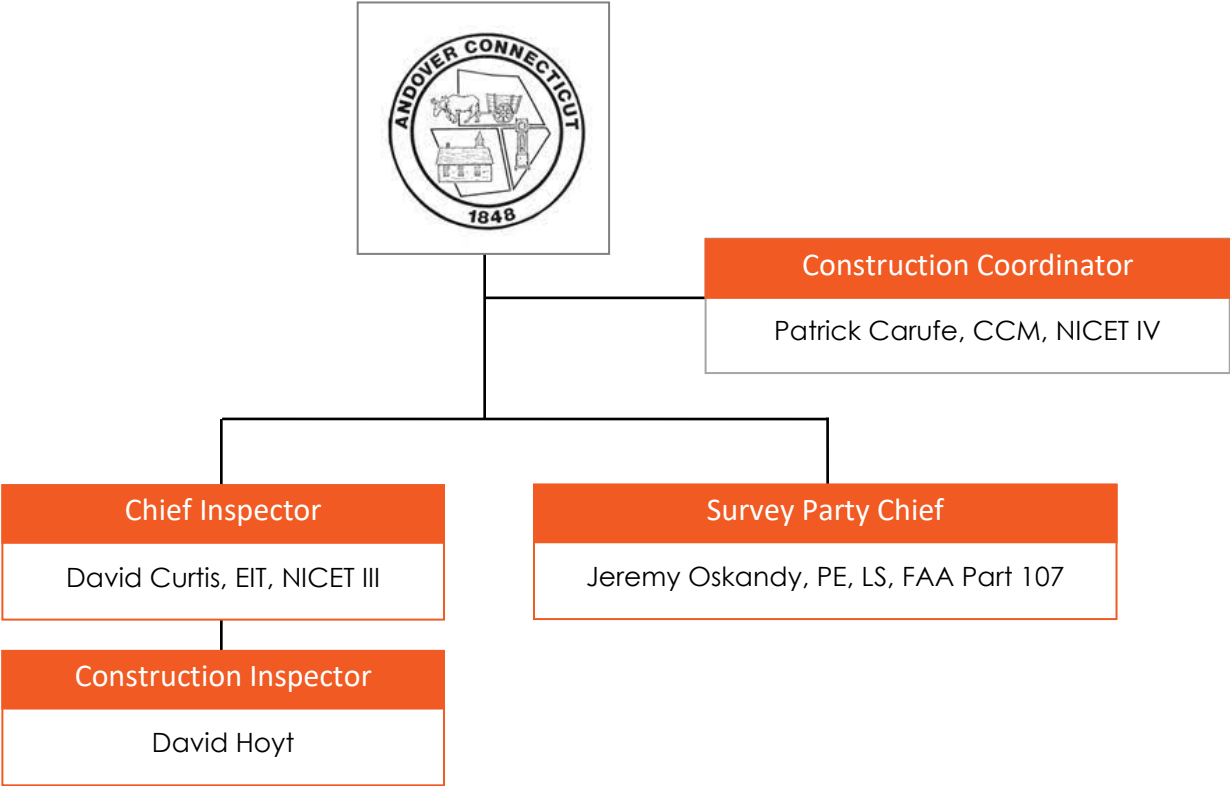 ANDOVER CONNECTICUT
1848
Construction Coordinator
Patrick Carufe, CCM, NICET IV
Chief Inspector
David Curtis, EIT, NICET III
Survey Party Chief
Jeremy Oskandy, PE, LS, FAA Part 107
Construction Inspector
David Hoyt